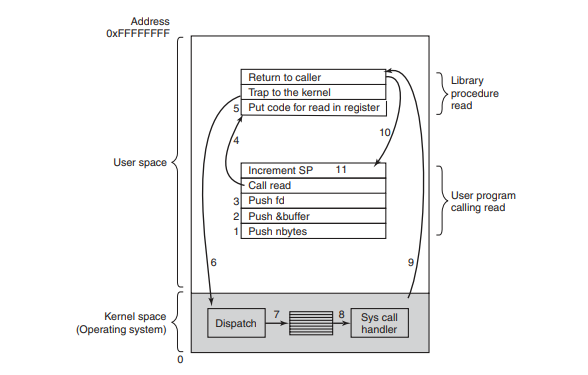 Address
0xFFFFFFFF
Return to caller
Trap to the kernel
5 Put code for read in register
Library
procedure
read
4
10
User space
Increment SP 11
Call read
3 Push fd
2 Push &buffer
1 Push nbytes
User program
calling read
6
9
Kernel space
(Operating system)
Dispatch
7
8
Sys call
handler
0